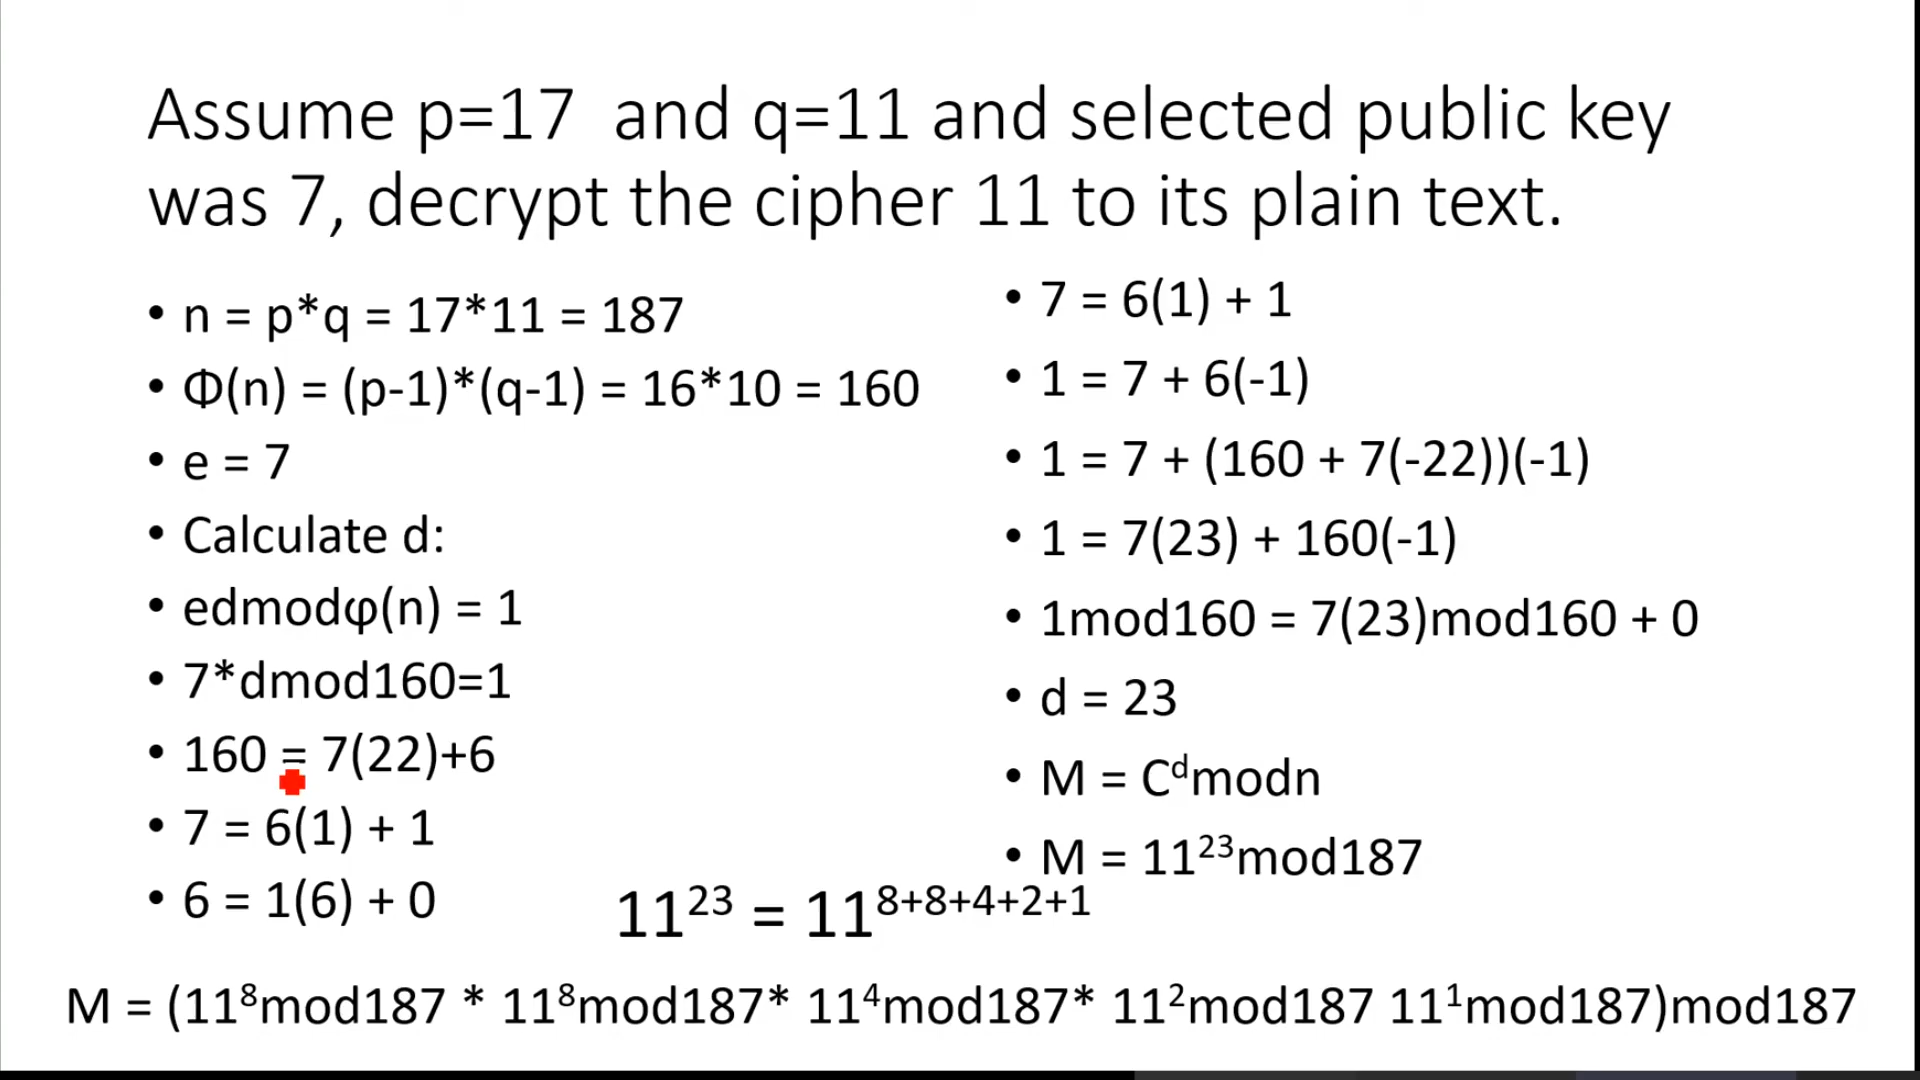 Assume p=17 and q=11 and selected public key
was 7, decrypt the cipher 11 to its plain text.
• n = p*q = 17*11 = 187
• Φ(n) = (p-1)*(q-1) = 16*10 = 160
• e = 7
• Calculate d:
• edmodφ(n) = 1
• 7*dmod160=1
• 160 = 7(22)+6
• 7 = 6(1) + 1
• 6 = 1(6) + 0
• 7 = 6(1) + 1
• 1 = 7 + 6(-1)
• 1 = 7 + (160 + 7(-22))(-1)
• 1 = 7(23) + 160(-1)
• 1mod160 = 7(23)mod160 + 0
• d = 23
• M = C^d modn
• M = 11²³mod187
11²³ = 11⁸⁺⁸⁺⁴⁺²⁺¹
M = (11⁸mod187 * 11⁸mod187* 11⁴mod187* 11²mod187 11¹mod187)mod187